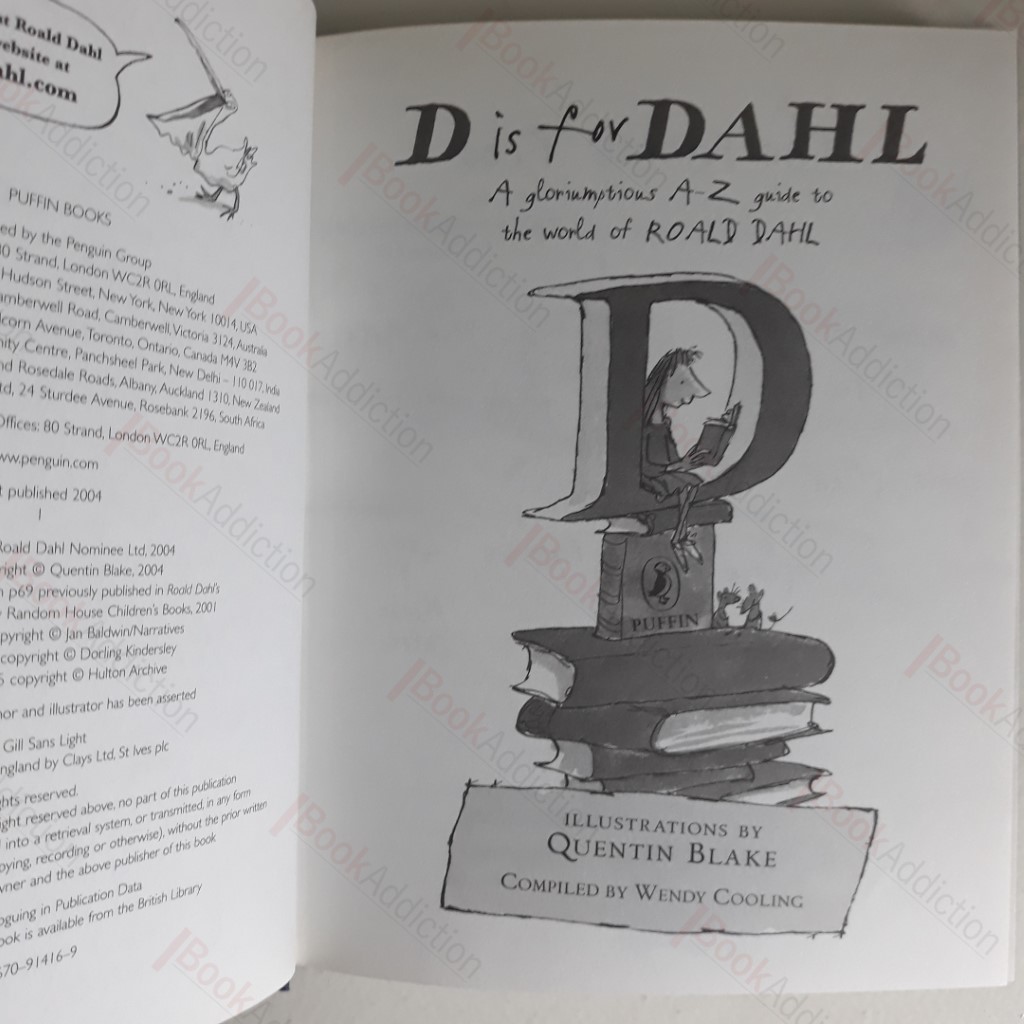 at Roald Dahl
website at
ahl.com
PUFFIN BOOKS
ed by the Penguin Group
80 Strand, London WC2R 0RL, England
Hudson Street, New York, New York 10014, USA
amberwell Road, Camberwell, Victoria 3124, Australia
lcorn Avenue, Toronto, Ontario, Canada M4V 3B2
nity Centre, Panchsheel Park, New Delhi – 110 017, India
nd Rosedale Roads, Albany, Auckland 1310, New Zealand
td, 24 Sturdee Avenue, Rosebank 2196, South Africa
Offices: 80 Strand, London WC2R 0RL, England
ww.penguin.com
t published 2004
1
Roald Dahl Nominee Ltd, 2004
right © Quentin Blake, 2004
n p69 previously published in Roald Dahl's
Random House Children's Books, 2001
pyright © Jan Baldwin/Narratives
copyright © Dorling Kindersley
5 copyright © Hulton Archive
hor and illustrator has been asserted
Gill Sans Light
ngland by Clays Ltd, St Ives plc
ghts reserved.
ight reserved above, no part of this publication
into a retrieval system, or transmitted, in any form
oying, recording or otherwise), without the prior written
wner and the above publisher of this book
oguing in Publication Data
ook is available from the British Library
670–91416–9
D is for DAHL
A gloriumptious A–Z guide to
the world of ROALD DAHL
D
PUFFIN
ILLUSTRATIONS BY
QUENTIN BLAKE
COMPILED BY WENDY COOLING
BookAddiction